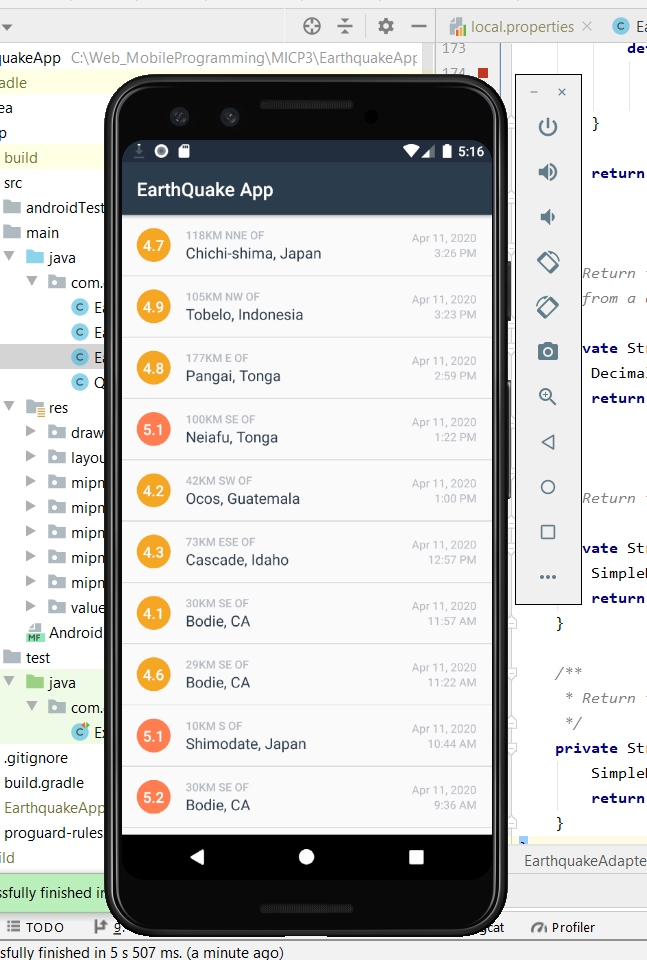 local.properties
Ea
quakeApp C:\Web_MobileProgramming\MICP3\EarthquakeApp
173
de
adle
174
ea
p
}
build
return
src
androidTest
main
java
com.
Ea
Ea
Ea
Q
res
draw
layou
mipn
mipn
mipn
mipn
mipn
value
Android
MF
test
java
com.
Ex
.gitignore
build.gradle
EarthquakeApp
proguard-rules
ild
5:16
EarthQuake App
4.7
118KM NNE OF
Chichi-shima, Japan
Apr 11, 2020
3:26 PM
4.9
105KM NW OF
Tobelo, Indonesia
Apr 11, 2020
3:23 PM
4.8
177KM E OF
Pangai, Tonga
Apr 11, 2020
2:59 PM
5.1
100KM SE OF
Neiafu, Tonga
Apr 11, 2020
1:22 PM
4.2
42KM SW OF
Ocos, Guatemala
Apr 11, 2020
1:00 PM
4.3
73KM ESE OF
Cascade, Idaho
Apr 11, 2020
12:57 PM
4.1
30KM SE OF
Bodie, CA
Apr 11, 2020
11:57 AM
4.6
29KM SE OF
Bodie, CA
Apr 11, 2020
11:22 AM
5.1
10KM S OF
Shimodate, Japan
Apr 11, 2020
10:44 AM
5.2
30KM SE OF
Bodie, CA
Apr 11, 2020
9:36 AM
Return
from a
vate Str
Decima
return
Return
vate Str
Simple
return
}
/**
* Return
*/
private Str
Simple
return
}
EarthquakeAdapte
ssfully finished in
TODO
9:
gcat
Profiler
sfully finished in 5 s 507 ms. (a minute ago)